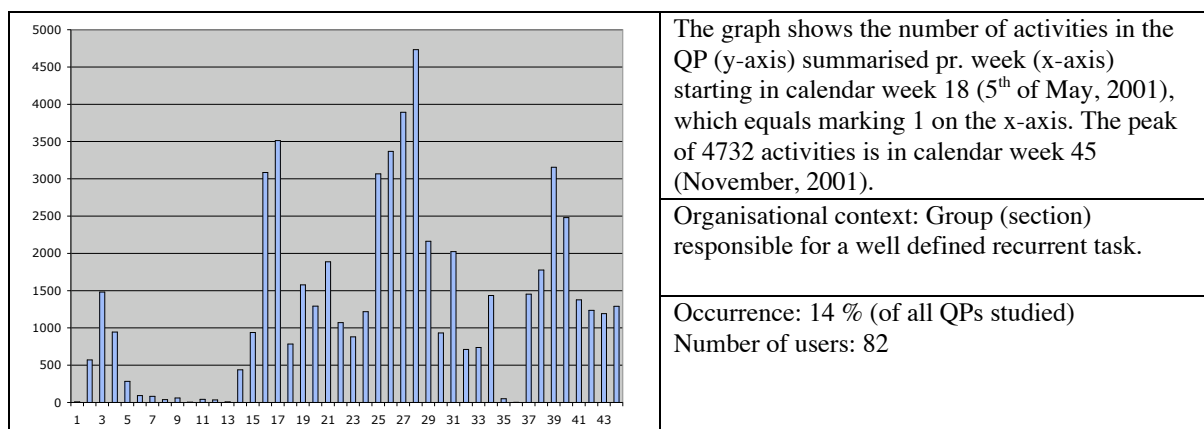 5000
4500
4000
3500
3000
2500
2000
1500
1000
500
0
1 3 5 7 9 11 13 15 17 19 21 23 25 27 29 31 33 35 37 39 41 43
The graph shows the number of activities in the
QP (y-axis) summarised pr. week (x-axis)
starting in calendar week 18 (5th of May, 2001),
which equals marking 1 on the x-axis. The peak
of 4732 activities is in calendar week 45
(November, 2001).
Organisational context: Group (section)
responsible for a well defined recurrent task.
Occurrence: 14 % (of all QPs studied)
Number of users: 82